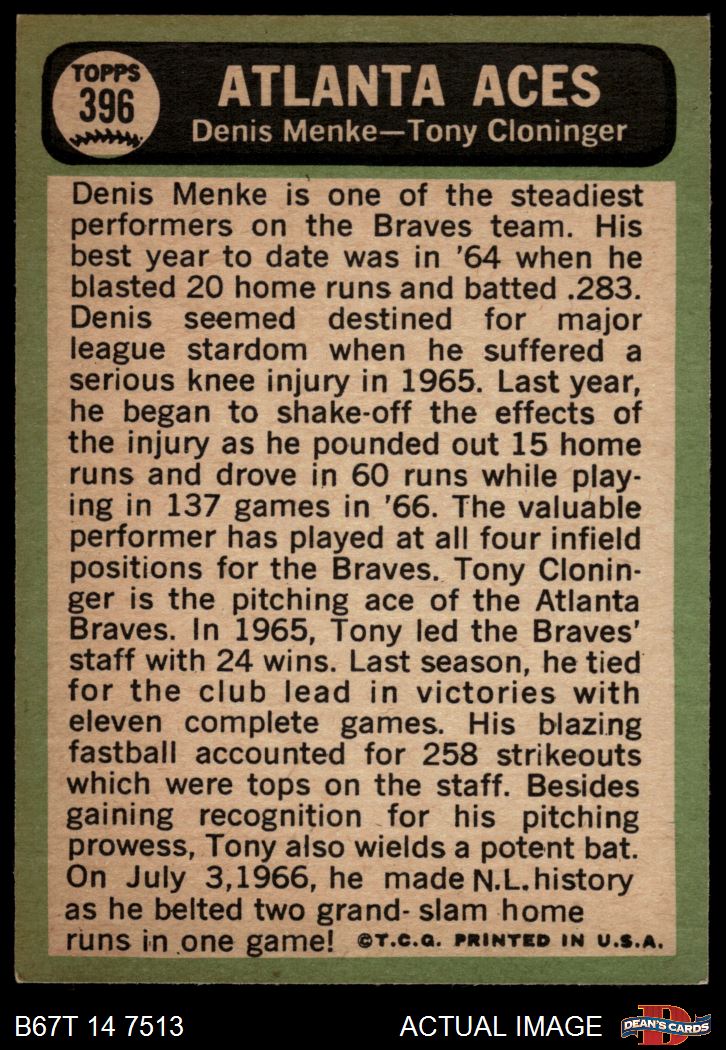 TOPPS
396
ATLANTA ACES
Denis Menke—Tony Cloninger
Denis Menke is one of the steadiest
performers on the Braves team. His
best year to date was in '64 when he
blasted 20 home runs and batted .283.
Denis seemed destined for major
league stardom when he suffered a
serious knee injury in 1965. Last year,
he began to shake-off the effects of
the injury as he pounded out 15 home
runs and drove in 60 runs while play-
ing in 137 games in '66. The valuable
performer has played at all four infield
positions for the Braves. Tony Clonin-
ger is the pitching ace of the Atlanta
Braves. In 1965, Tony led the Braves'
staff with 24 wins. Last season, he tied
for the club lead in victories with
eleven complete games. His blazing
fastball accounted for 258 strikeouts
which were tops on the staff. Besides
gaining recognition for his pitching
prowess, Tony also wields a potent bat.
On July 3,1966, he made N.L. history
as he belted two grand- slam home
runs in one game! ©T.C.G. PRINTED IN U.S.A.
B67T 14 7513 ACTUAL IMAGE
D
DEAN'S CARDS